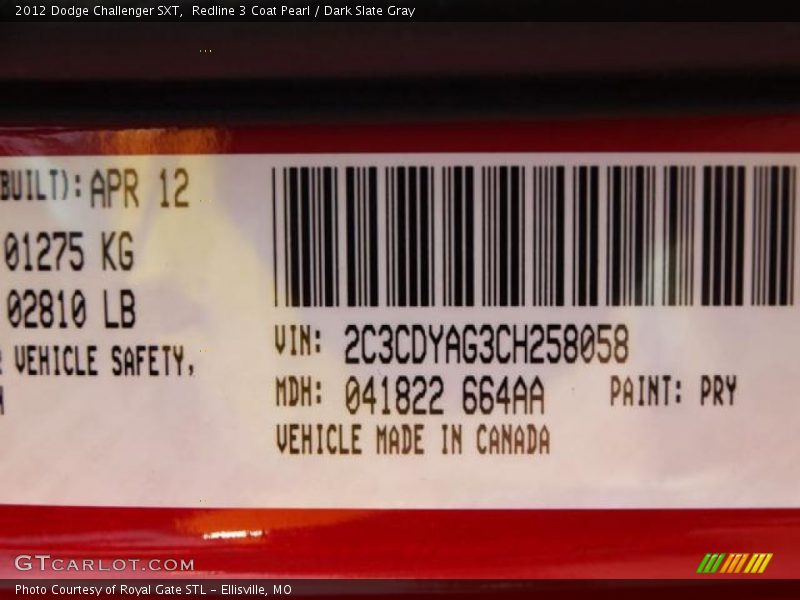 2012 Dodge Challenger SXT, Redline 3 Coat Pearl / Dark Slate Gray
BUILT): APR 12
01275 KG
02810 LB
VEHICLE SAFETY,
VIN: 2C3CDYAG3CH258058
MDH: 041822 664AA PAINT: PRY
VEHICLE MADE IN CANADA
GTCARLOT.COM
Photo Courtesy of Royal Gate STL - Ellisville, MO